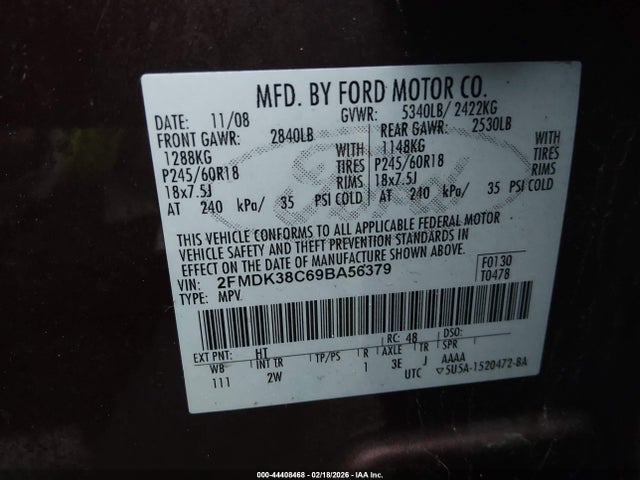 MFD. BY FORD MOTOR CO.
DATE: 11/08 GVWR: 5340LB/ 2422KG
FRONT GAWR: 2840LB REAR GAWR: 2530LB
1288KG WITH 1148KG WITH
P245/60R18 TIRES P245/60R18 TIRES
18x7.5J RIMS 18x7.5J RIMS
AT 240 kPa/ 35 PSI COLD AT 240 kPa/ 35 PSI COLD
THIS VEHICLE CONFORMS TO ALL APPLICABLE FEDERAL MOTOR
VEHICLE SAFETY AND THEFT PREVENTION STANDARDS IN
EFFECT ON THE DATE OF MANUFACTURE SHOWN ABOVE.
VIN: 2FMDK38C69BA56379 F0130
TYPE: MPV T0478
EXT PNT: HT RC: 48 DSO:
WB INT TR TP/PS R AXLE TR SPR
111 2W 1 3E J AAAA
UTC ▽5U5A-1520472-BA
Ford
000-44408468 - 02/18/2026 - IAA Inc.